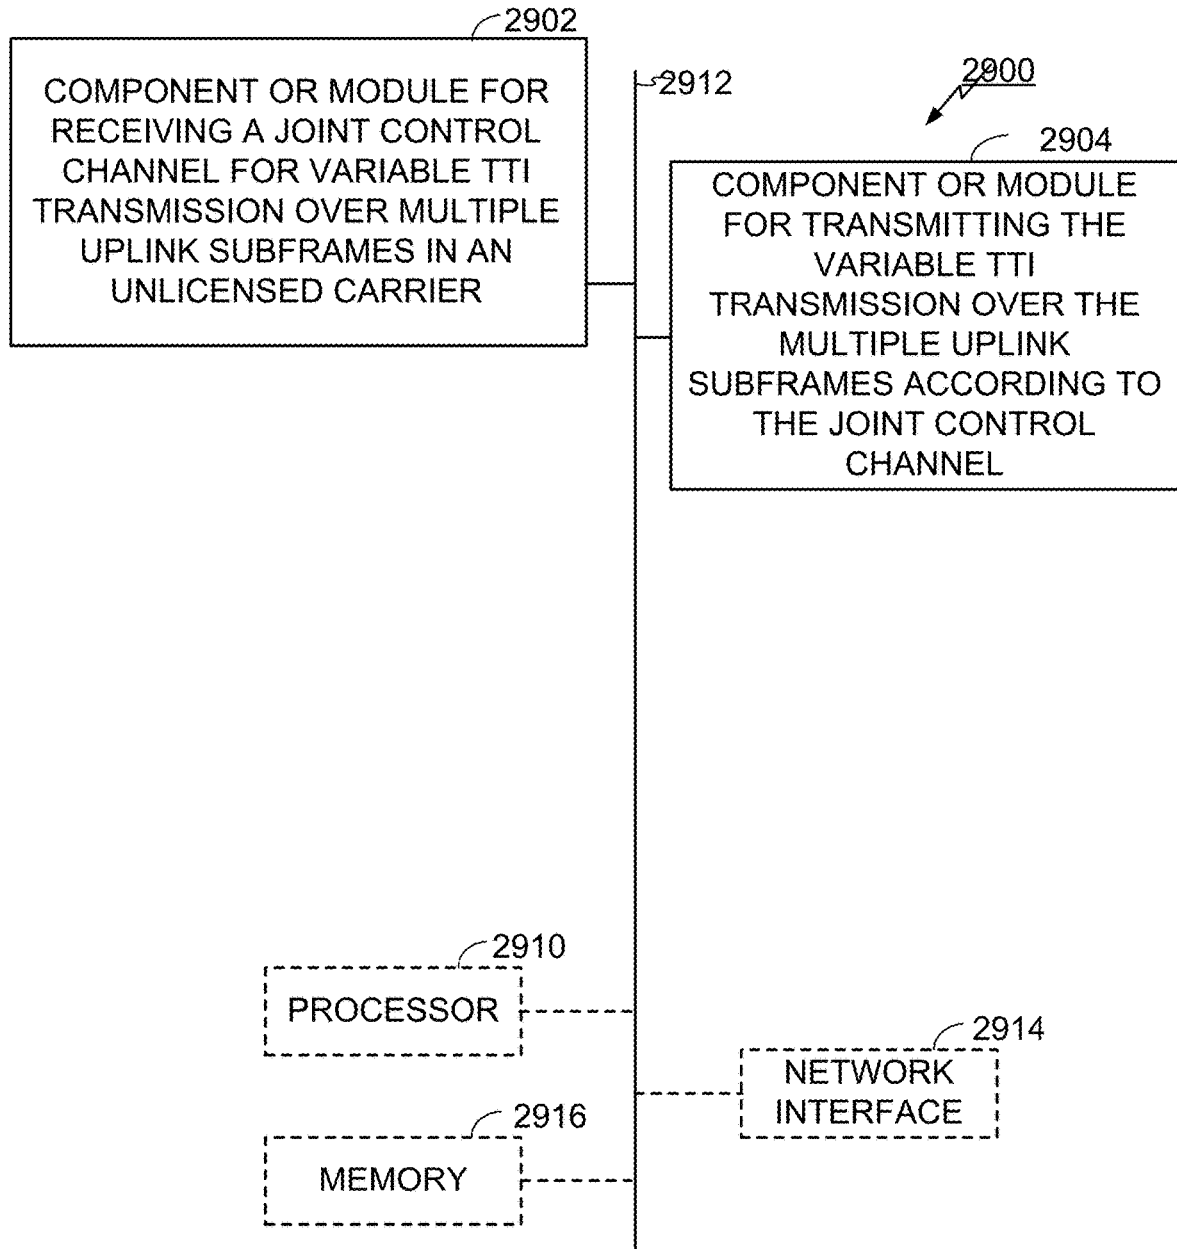 2902
COMPONENT OR MODULE FOR
RECEIVING A JOINT CONTROL
CHANNEL FOR VARIABLE TTI
TRANSMISSION OVER MULTIPLE
UPLINK SUBFRAMES IN AN
UNLICENSED CARRIER
2912
2900
2904
COMPONENT OR MODULE
FOR TRANSMITTING THE
VARIABLE TTI
TRANSMISSION OVER THE
MULTIPLE UPLINK
SUBFRAMES ACCORDING TO
THE JOINT CONTROL
CHANNEL
2910
PROCESSOR
2914
NETWORK
INTERFACE
2916
MEMORY